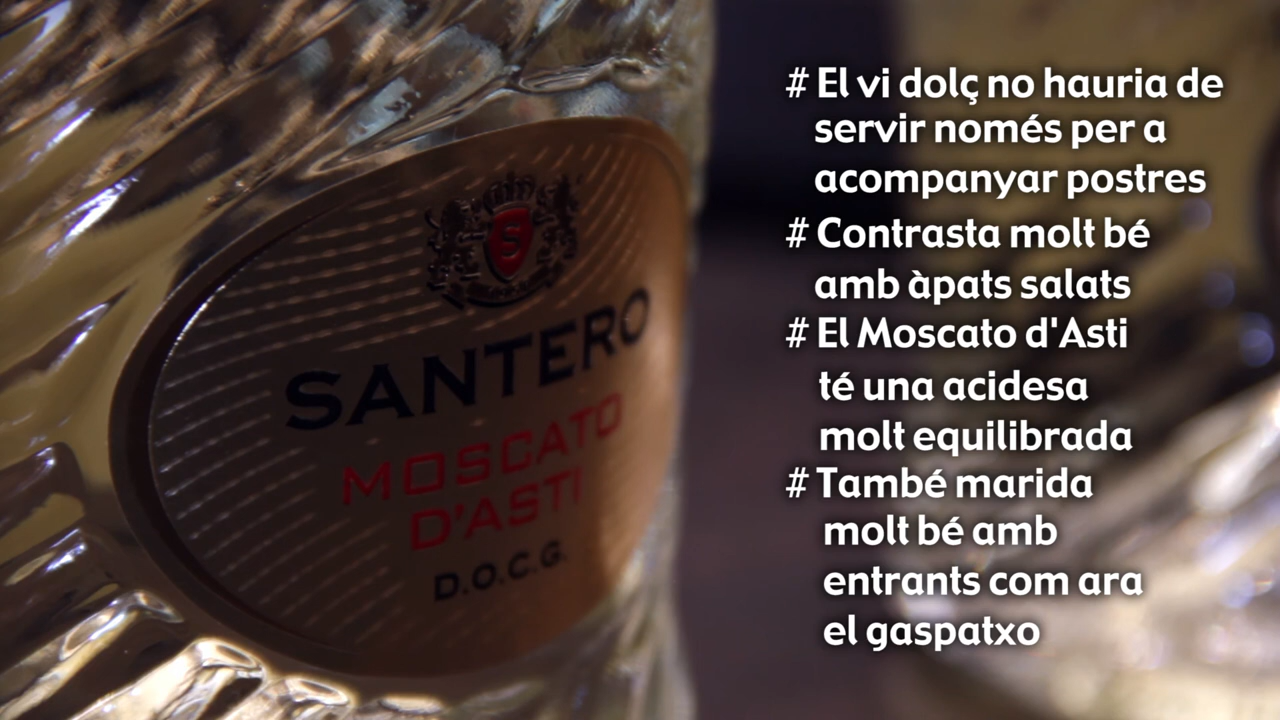 S
SANTERO
MOSCATO
D'ASTI
D.O.C.G.
# El vi dolç no hauria de
servir només per a
acompanyar postres
# Contrasta molt bé
amb àpats salats
# El Moscato d'Asti
té una acidesa
molt equilibrada
# També marida
molt bé amb
entrants com ara
el gaspatxo